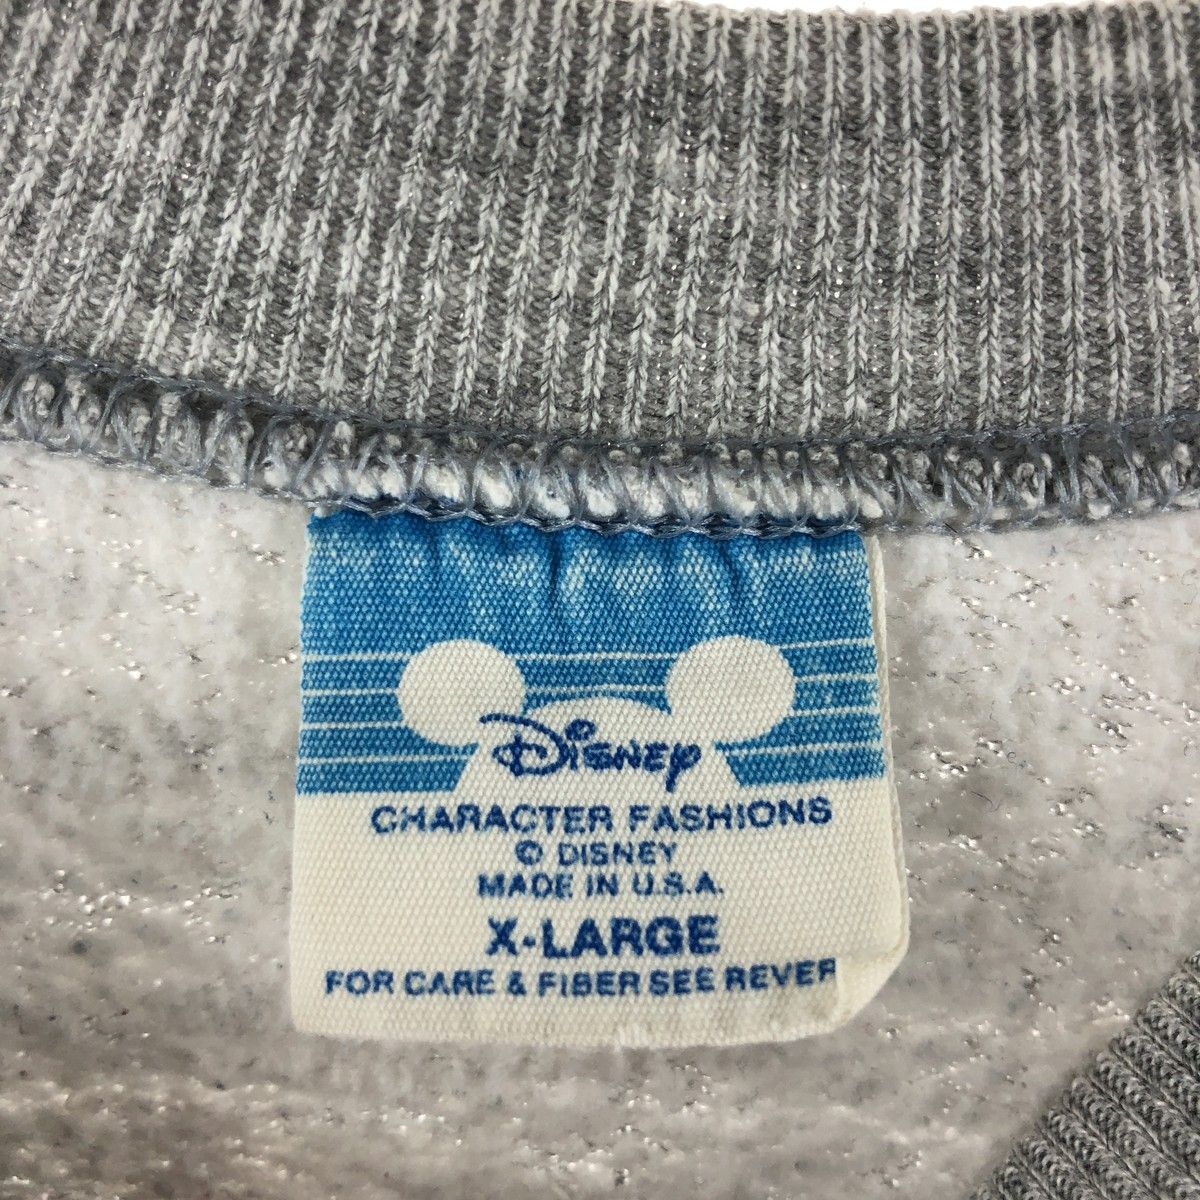 Disney
CHARACTER FASHIONS
© DISNEY
MADE IN U.S.A.
X-LARGE
FOR CARE & FIBER SEE REVER